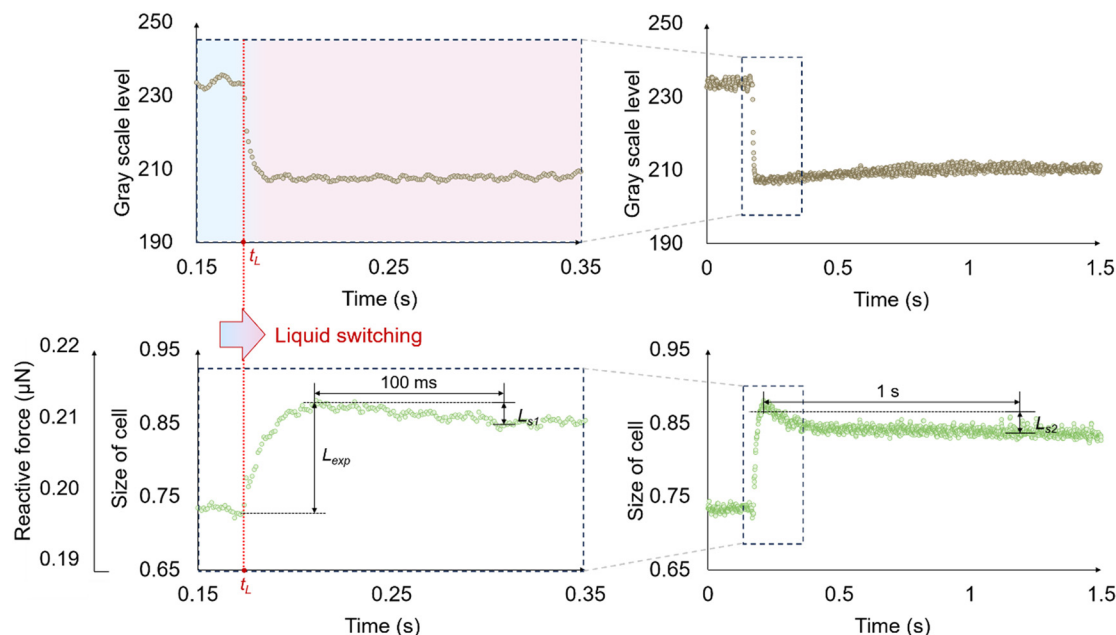 250
230
210
190
Gray scale level
t_L
0.15
0.25
0.35
Time (s)
250
230
210
190
Gray scale level
0
0.5
1
1.5
Time (s)
Liquid switching
0.22
0.21
0.20
0.19
Reactive force (μN)
0.95
0.85
0.75
0.65
Size of cell
100 ms
L_s1
L_exp
t_L
0.15
0.25
0.35
Time (s)
0.95
0.85
0.75
0.65
Size of cell
1 s
L_s2
0
0.5
1
1.5
Time (s)